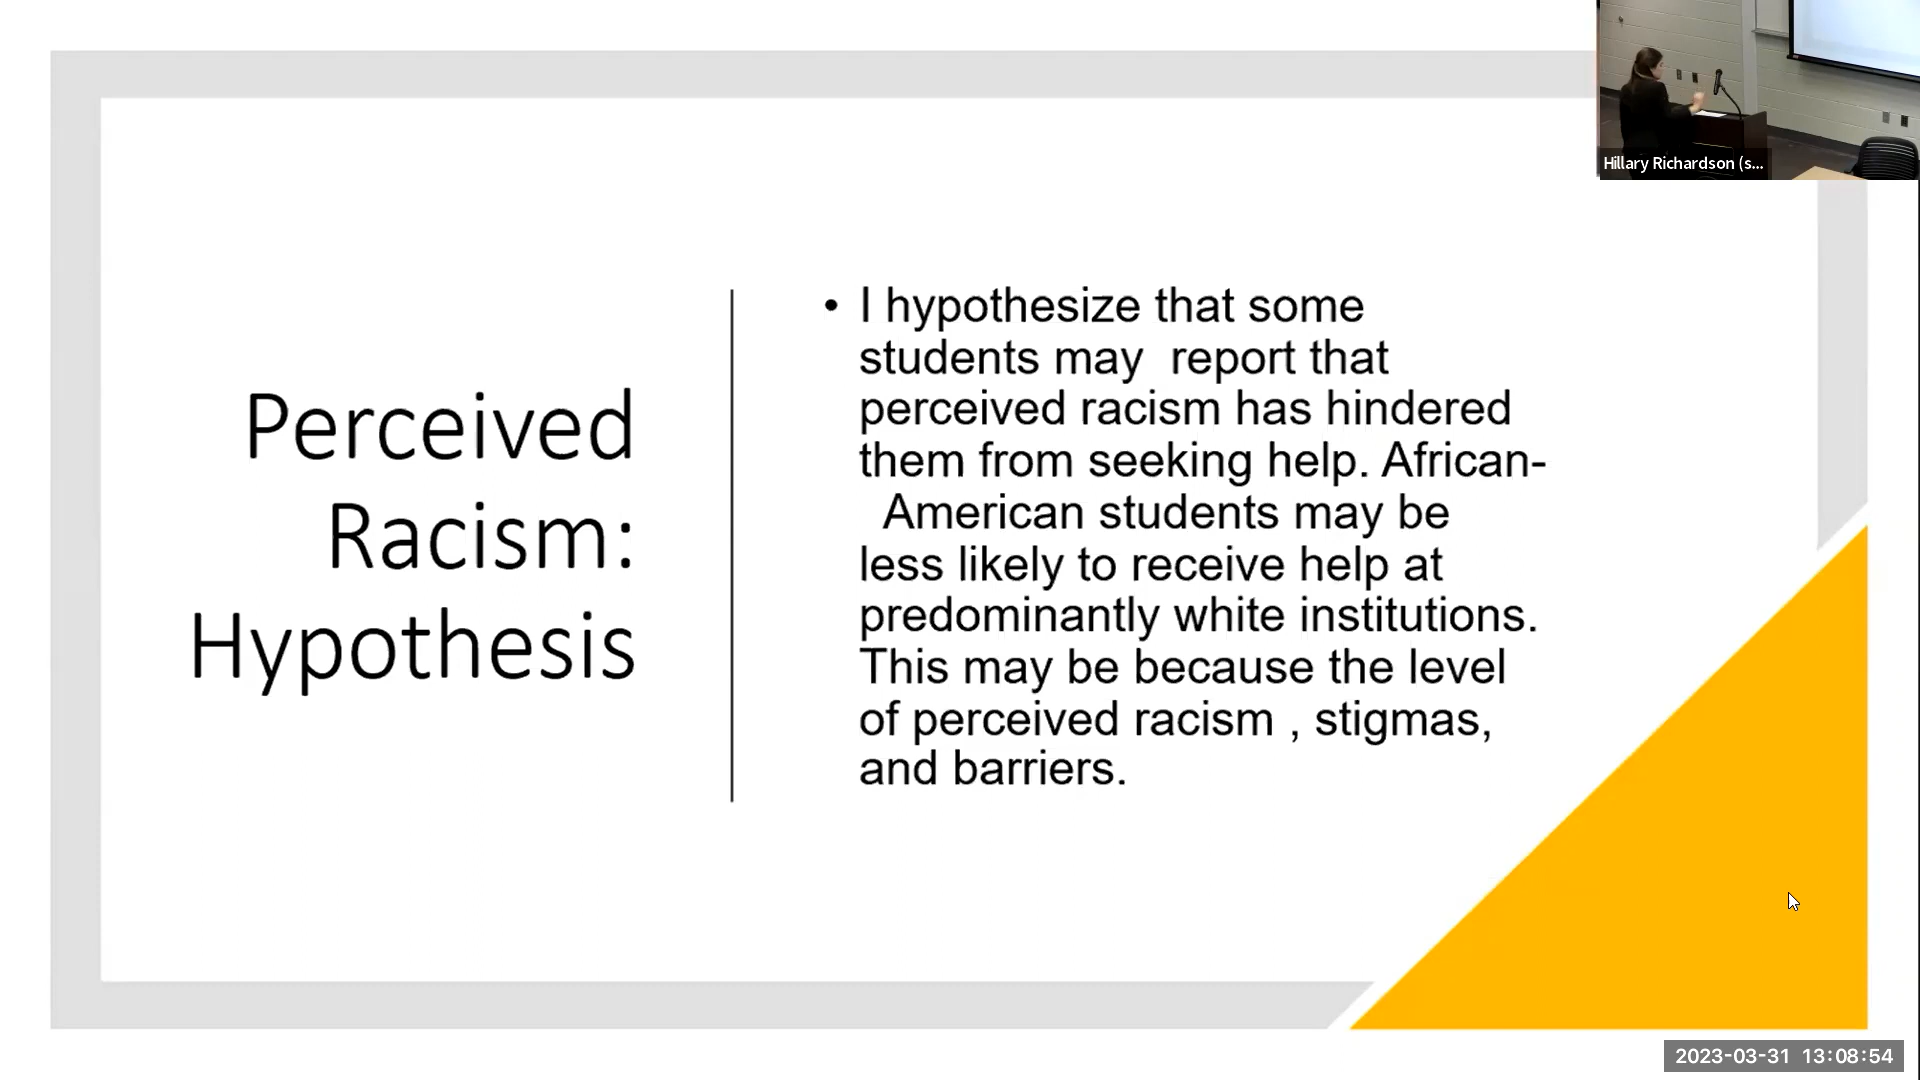 Perceived
Racism:
Hypothesis
• I hypothesize that some
students may  report that
perceived racism has hindered
them from seeking help. African-
American students may be
less likely to receive help at
predominantly white institutions.
This may be because the level
of perceived racism , stigmas,
and barriers.
Hillary Richardson (s...
2023-03-31 13:08:54